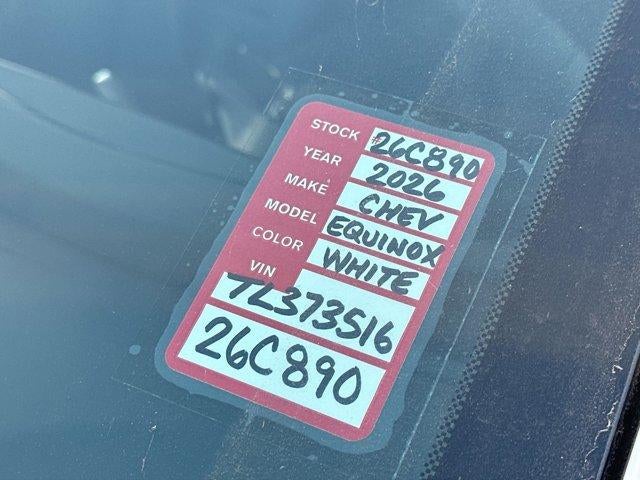 STOCK #26C890
YEAR 2026
MAKE CHEV
MODEL EQUINOX
COLOR WHITE
VIN
TL373516
26C890